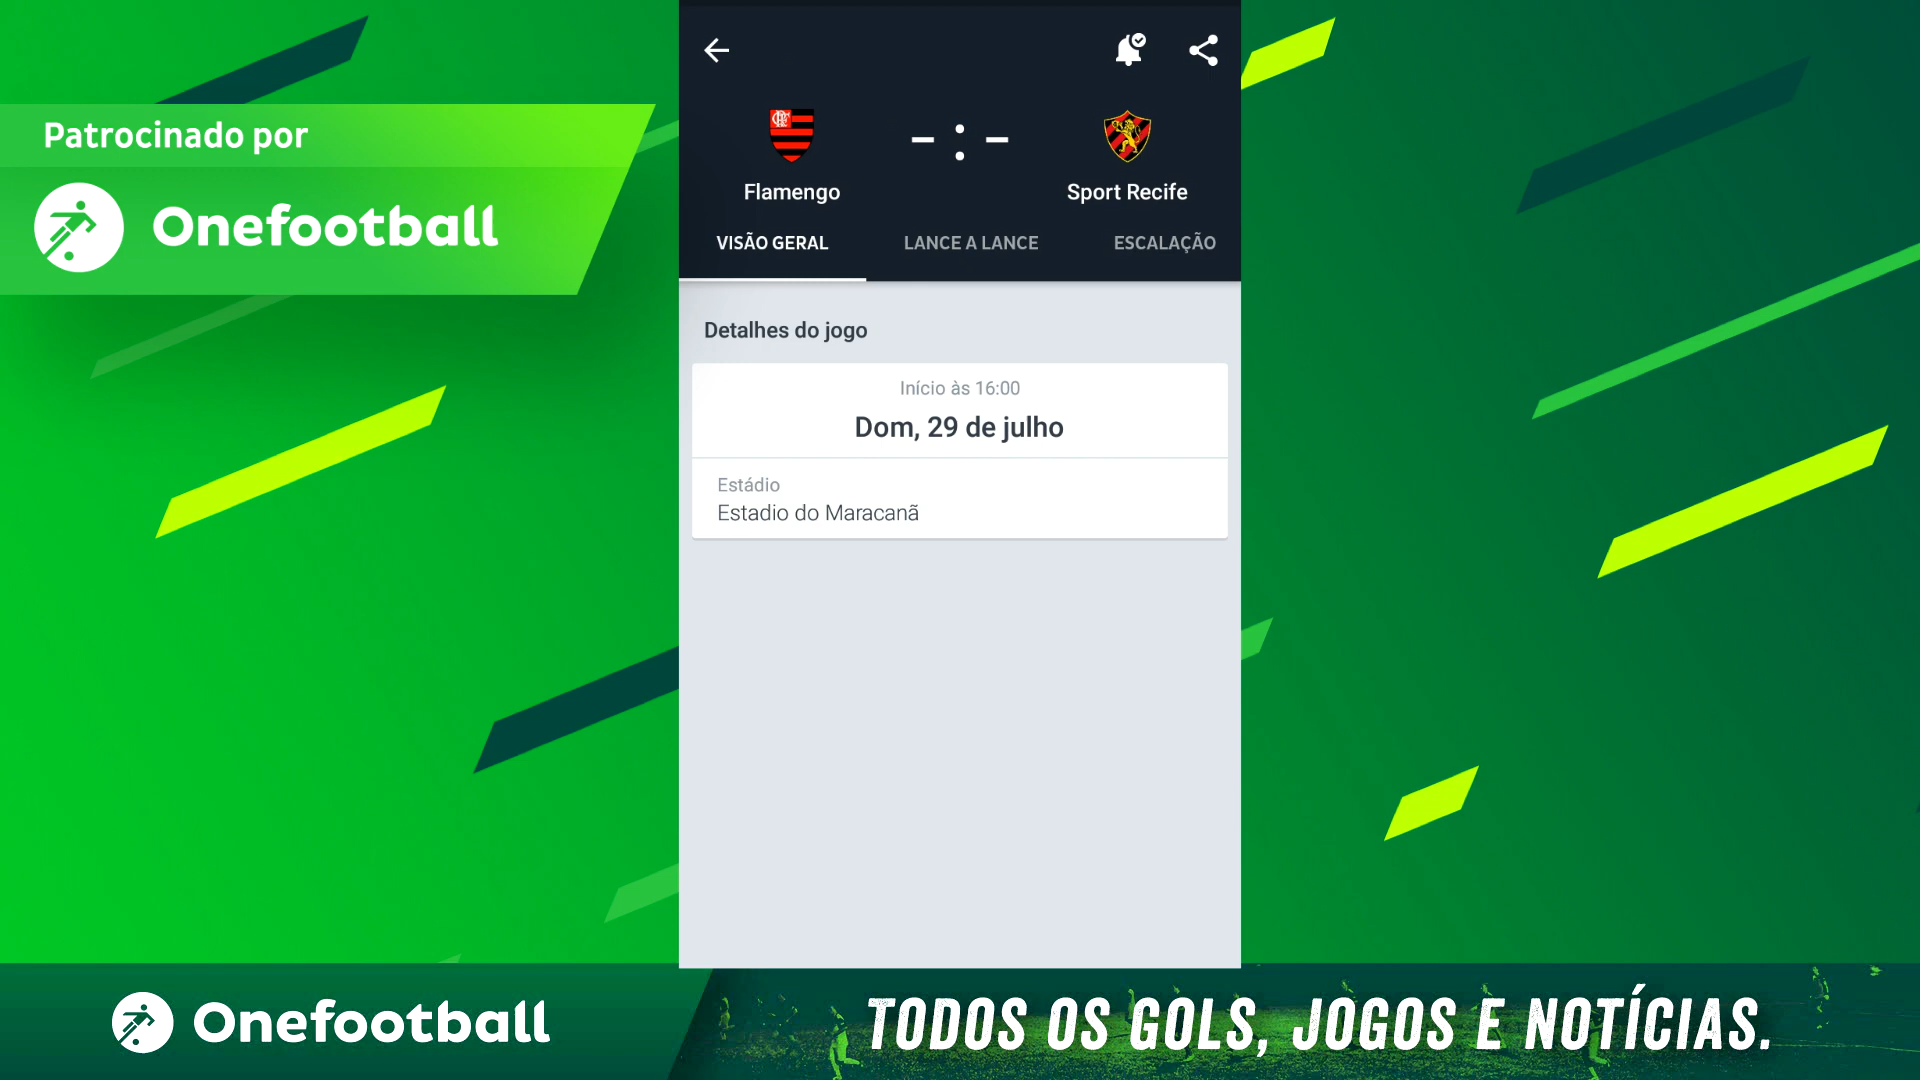 Patrocinado por
Onefootball
- : -
Flamengo
Sport Recife
VISÃO GERAL
LANCE A LANCE
ESCALAÇÃO
Detalhes do jogo
Início às 16:00
Dom, 29 de julho
Estádio
Estadio do Maracanã
Onefootball
TODOS OS GOLS, JOGOS E NOTÍCIAS.